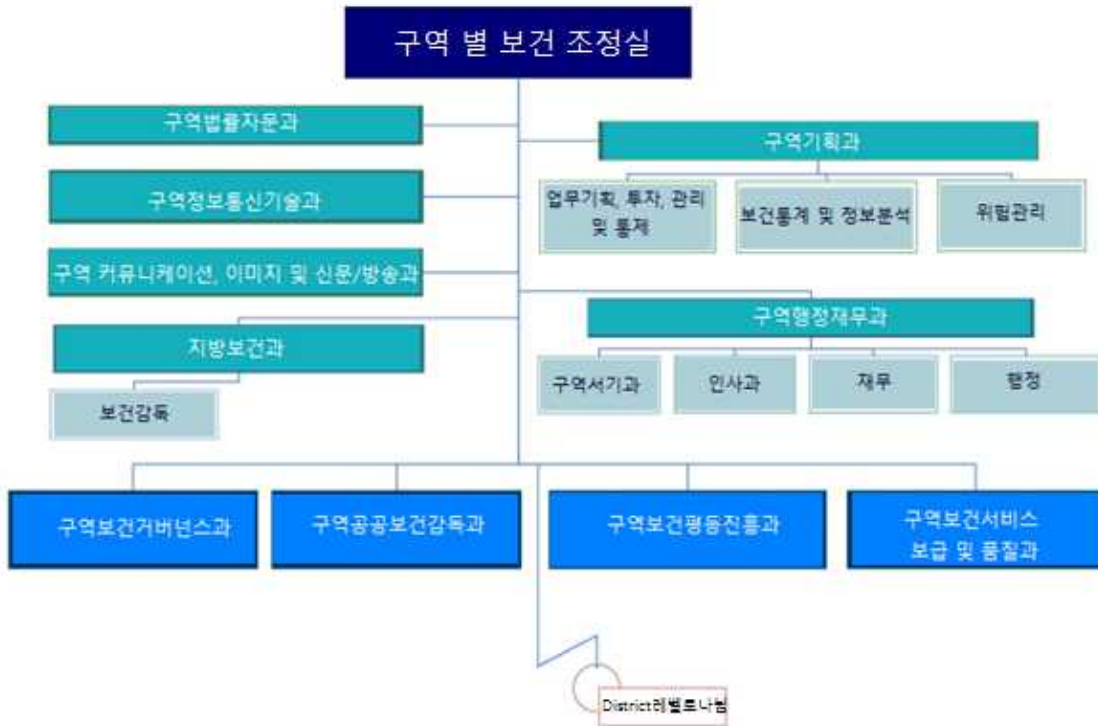 구역 별 보건 조정실
구역법률자문과
구역기획과
구역정보통신기술과
업무기획, 투자, 관리
및 통제
보건통계 및 정보분석
위험관리
구역 커뮤니케이션, 이미지 및 신문/방송과
구역행정재무과
지방보건과
구역서기과
인사과
재무
행정
보건감독
구역보건거버넌스과
구역공공보건감독과
구역보건평등진흥과
구역보건서비스
보급 및 품질과
District레벨로나뉨